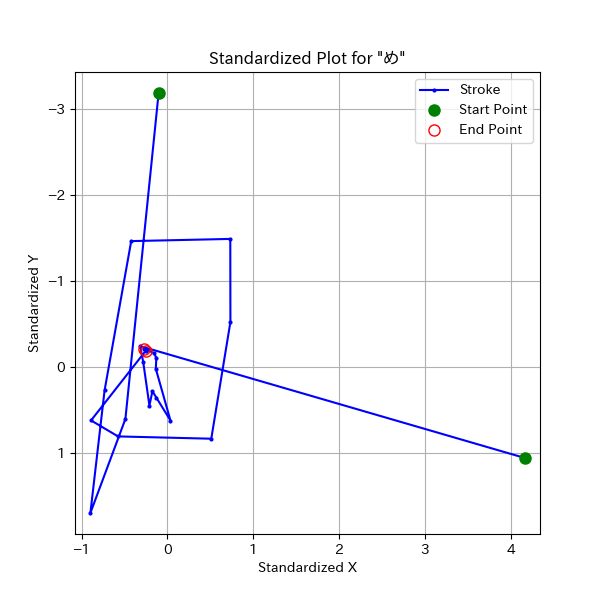 Standardized Plot for "め"
Stroke
Start Point
End Point
Standardized Y
−3
−2
−1
0
1
−1 0 1 2 3 4
Standardized X